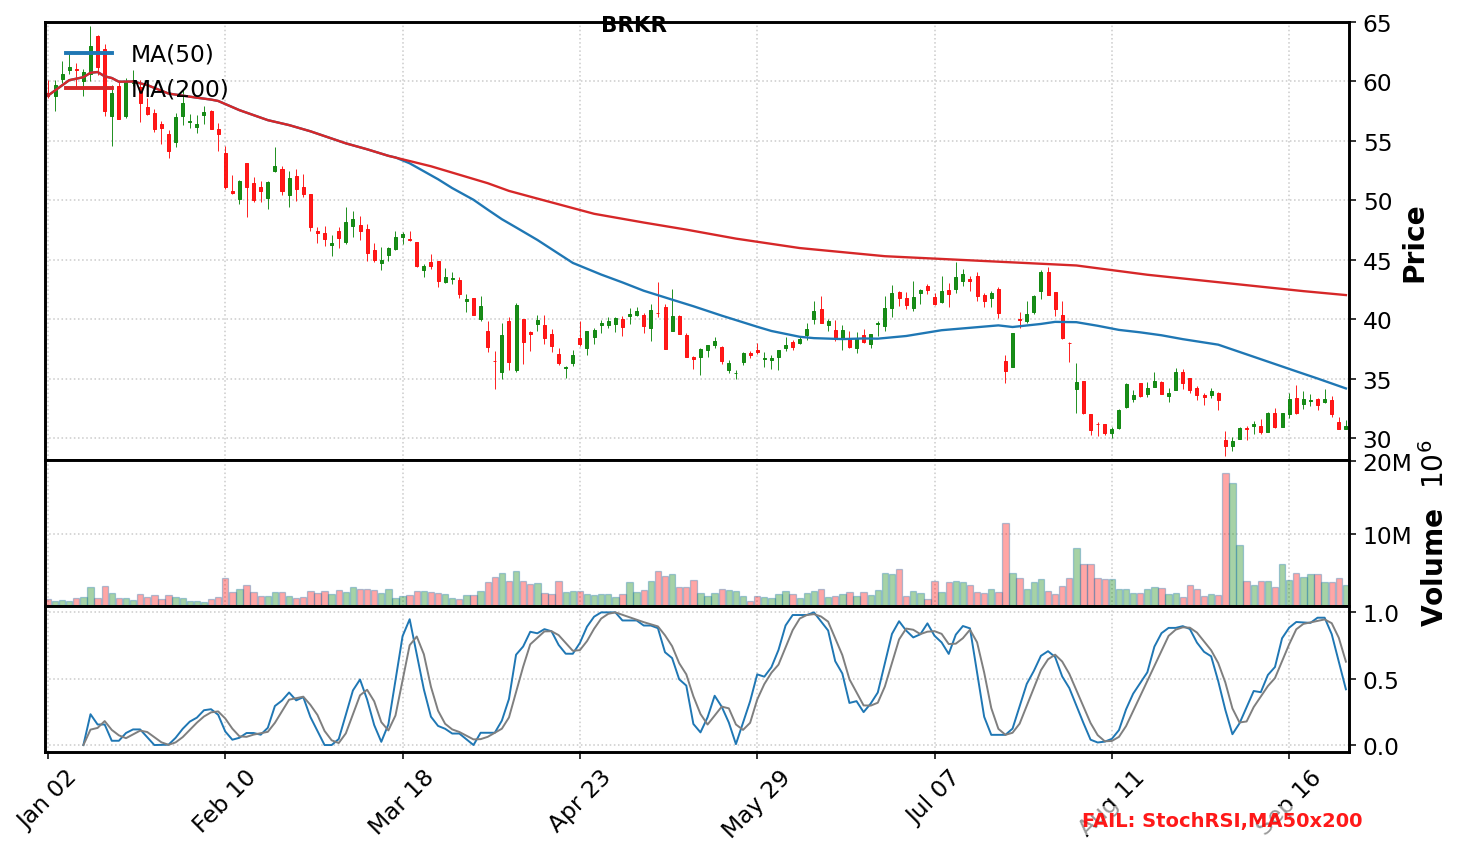 BRKR
MA(50)
MA(200)
65
60
55
50
45
40
35
30
Price
20M
10M
Volume 10^6
1.0
0.5
0.0
Jan 02
Feb 10
Mar 18
Apr 23
May 29
Jul 07
Aug 11
Sep 16
FAIL: StochRSI,MA50x200